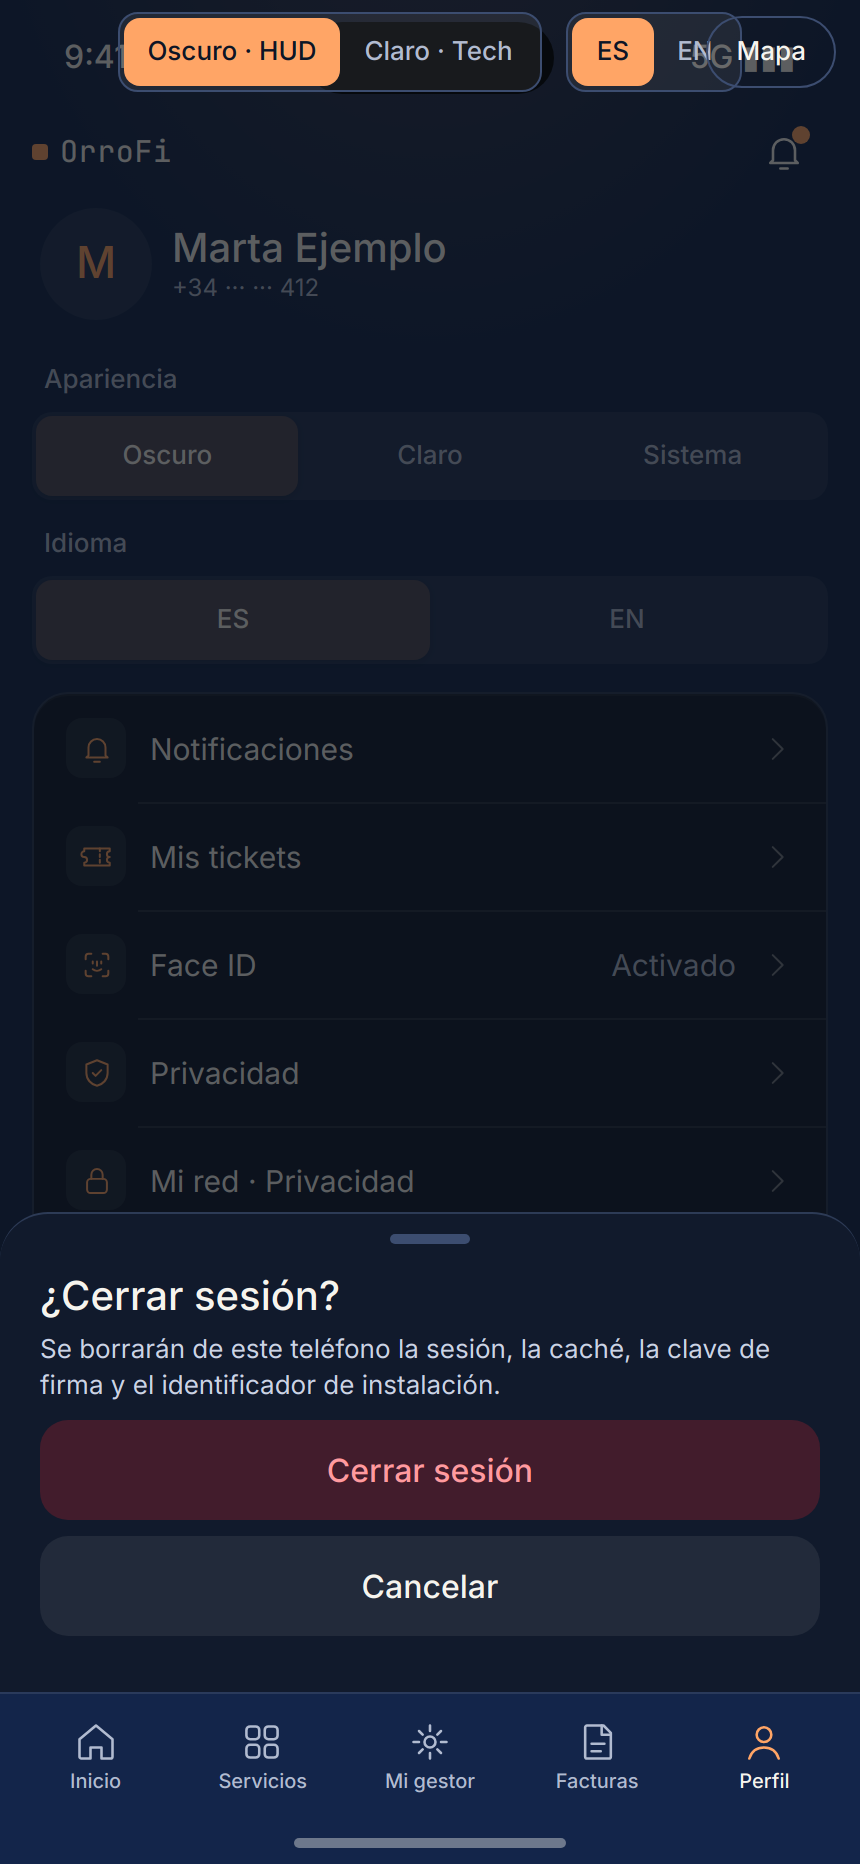 9:41
Oscuro · HUD
Claro · Tech
ES
EN
5G
Mapa
OrroFi
M
Marta Ejemplo
+34 ··· ··· 412
Apariencia
Oscuro
Claro
Sistema
Idioma
ES
EN
Notificaciones
Mis tickets
Face ID
Activado
Privacidad
Mi red · Privacidad
¿Cerrar sesión?
Se borrarán de este teléfono la sesión, la caché, la clave de
firma y el identificador de instalación.
Cerrar sesión
Cancelar
Inicio
Servicios
Mi gestor
Facturas
Perfil